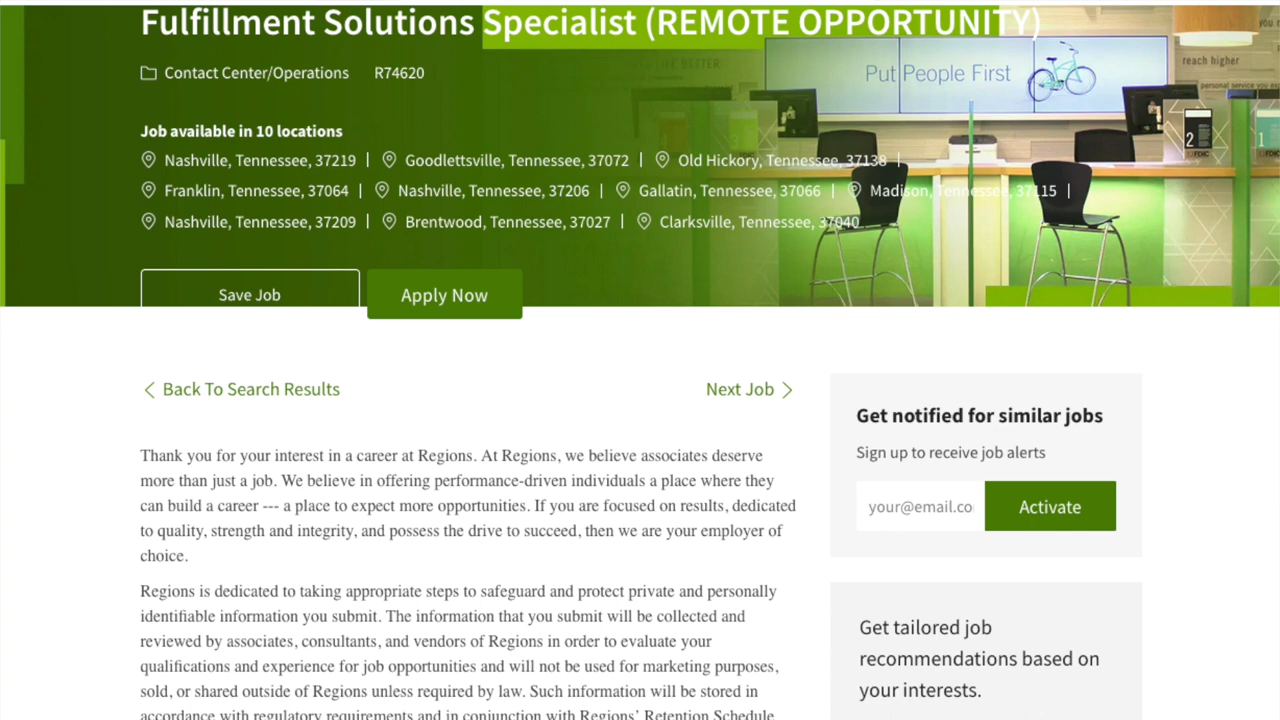 Fulfillment Solutions Specialist (REMOTE OPPORTUNITY)
Contact Center/Operations R74620
Put People First
reach higher
Job available in 10 locations
Nashville, Tennessee, 37219 | Goodlettsville, Tennessee, 37072 | Old Hickory, Tennessee, 37138 |
Franklin, Tennessee, 37064 | Nashville, Tennessee, 37206 | Gallatin, Tennessee, 37066 | Madison, Tennessee, 37115 |
Nashville, Tennessee, 37209 | Brentwood, Tennessee, 37027 | Clarksville, Tennessee, 37040
2
1
Save Job
Apply Now
Back To Search Results
Next Job
Thank you for your interest in a career at Regions. At Regions, we believe associates deserve
more than just a job. We believe in offering performance-driven individuals a place where they
can build a career --- a place to expect more opportunities. If you are focused on results, dedicated
to quality, strength and integrity, and possess the drive to succeed, then we are your employer of
choice.
Regions is dedicated to taking appropriate steps to safeguard and protect private and personally
identifiable information you submit. The information that you submit will be collected and
reviewed by associates, consultants, and vendors of Regions in order to evaluate your
qualifications and experience for job opportunities and will not be used for marketing purposes,
sold, or shared outside of Regions unless required by law. Such information will be stored in
accordance with regulatory requirements and in conjunction with Regions' Retention Schedule
Get notified for similar jobs
Sign up to receive job alerts
your@email.co
Activate
Get tailored job
recommendations based on
your interests.